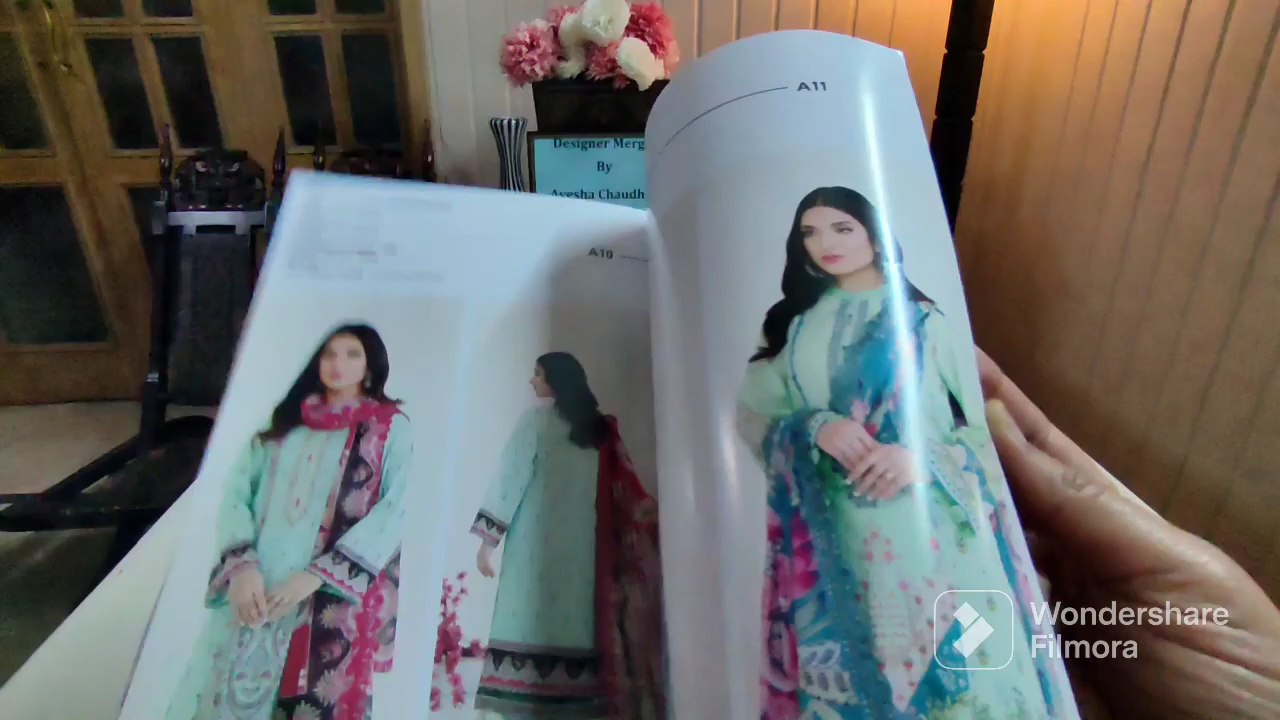 A11
Designer Merg
By
Ayesha Chaudh
A10
Wondershare
Filmora